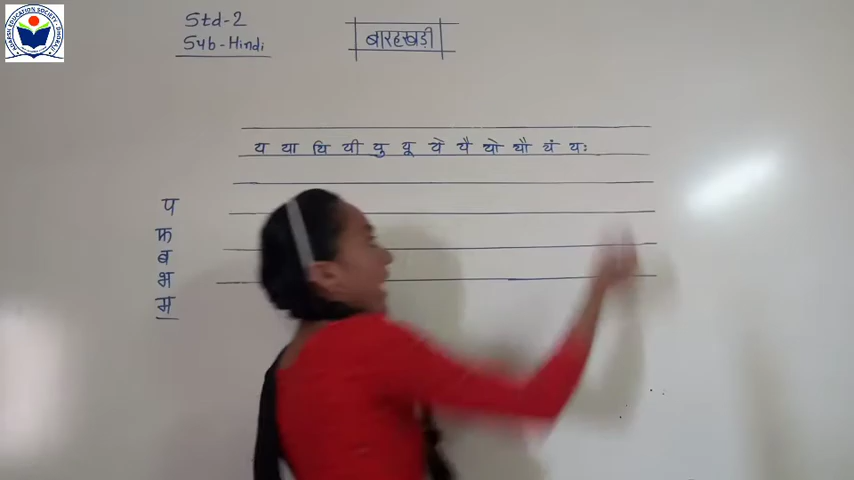 Std-2
Sub-Hindi
बारहखड़ी
य या यि यी यु यू ये यै यो यौ यं यः
प
फ
ब
भ
म